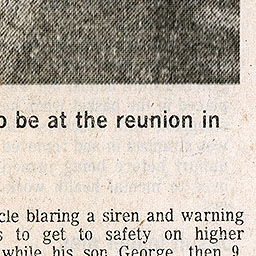 o be at the reunion in
cle blaring a siren and warning
s to get to safety on higher
while his son George, then 9